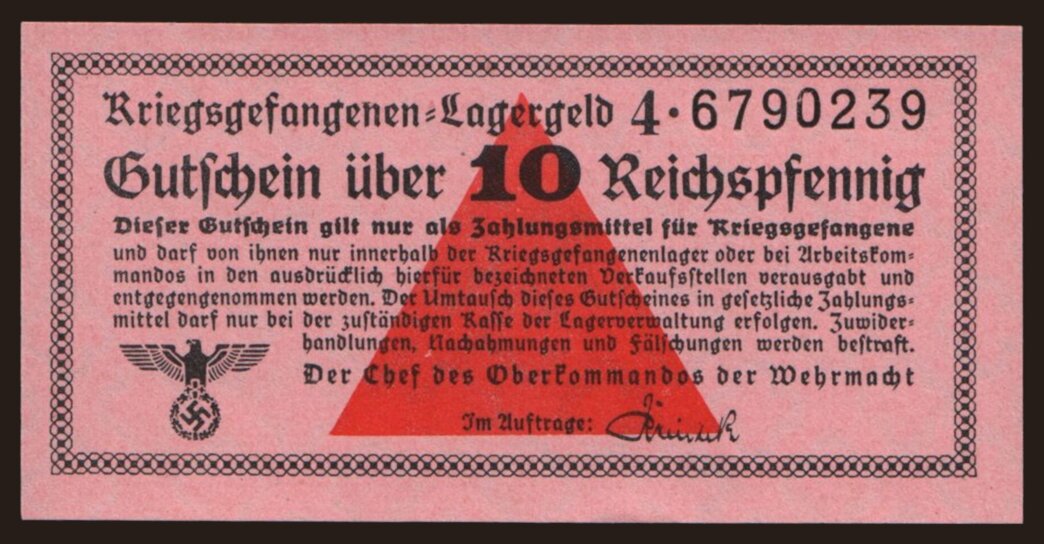 Kriegsgefangenen-Lagergeld 4·6790239
Gutschein über 10 Reichspfennig
Dieser Gutschein gilt nur als Zahlungsmittel für Kriegsgefangene
und darf von ihnen nur innerhalb der Kriegsgefangenenlager oder bei Arbeitskom-
mandos in den ausdrücklich hierfür bezeichneten Verkaufsstellen verausgabt und
entgegengenommen werden. Der Umtausch dieses Gutscheines in gesetzliche Zahlungs-
mittel darf nur bei der zuständigen Kasse der Lagerverwaltung erfolgen. Zuwider-
handlungen, Nachahmungen und Fälschungen werden bestraft.
Der Chef des Oberkommandos der Wehrmacht
Im Auftrage: